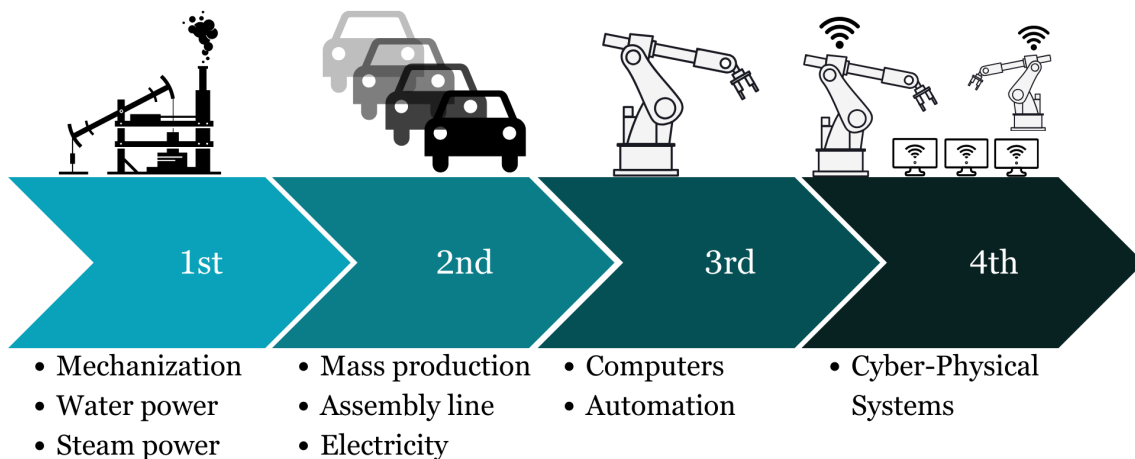 1st
2nd
3rd
4th
• Mechanization
• Water power
• Steam power
• Mass production
• Assembly line
• Electricity
• Computers
• Automation
• Cyber-Physical
Systems